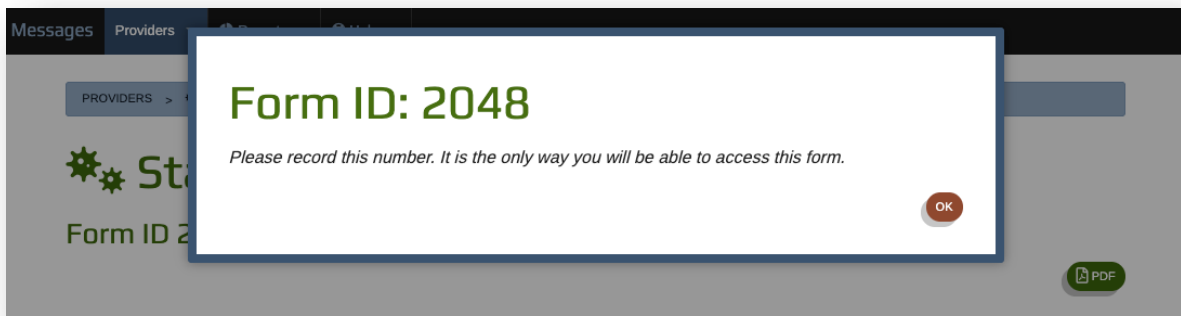 Messages Providers
Form ID: 2048
Please record this number. It is the only way you will be able to access this form.
OK
PROVIDERS >
Form ID 2
PDF